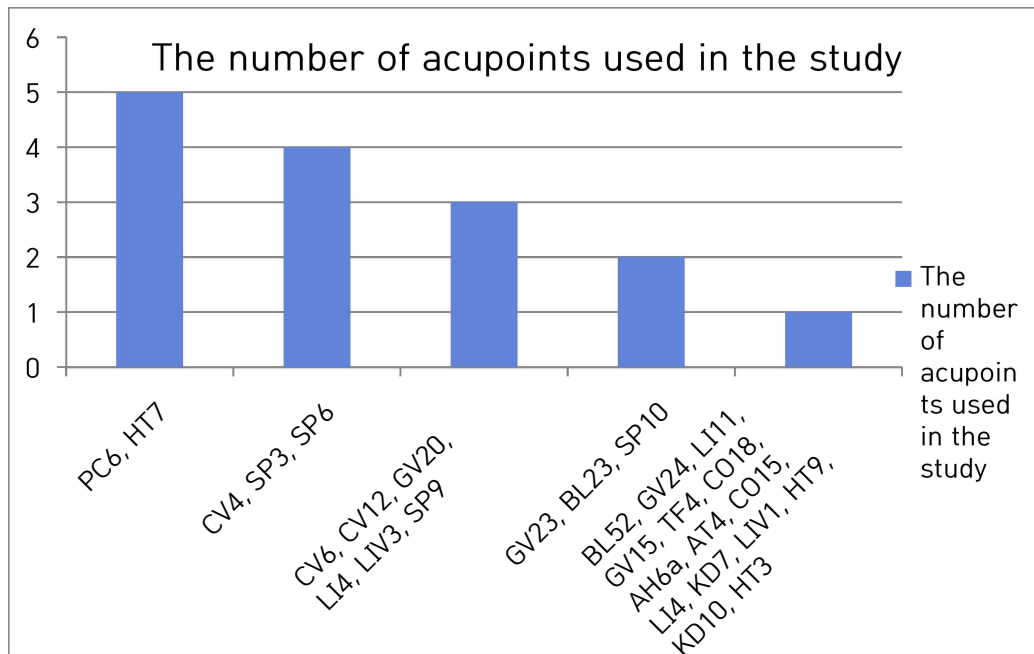 The number of acupoints used in the study
6
5
4
3
2
1
0
PC6, HT7
CV4, SP3, SP6
CV6, CV12, GV20,
LI4, LIV3, SP9
GV23, BL23, SP10
BL52, GV24, LI11,
GV15, TF4, CO18,
AH6a, AT4, CO15,
LI4, KD7, LIV1, HT9,
KD10, HT3
The
number
of
acupoin
ts used
in the
study